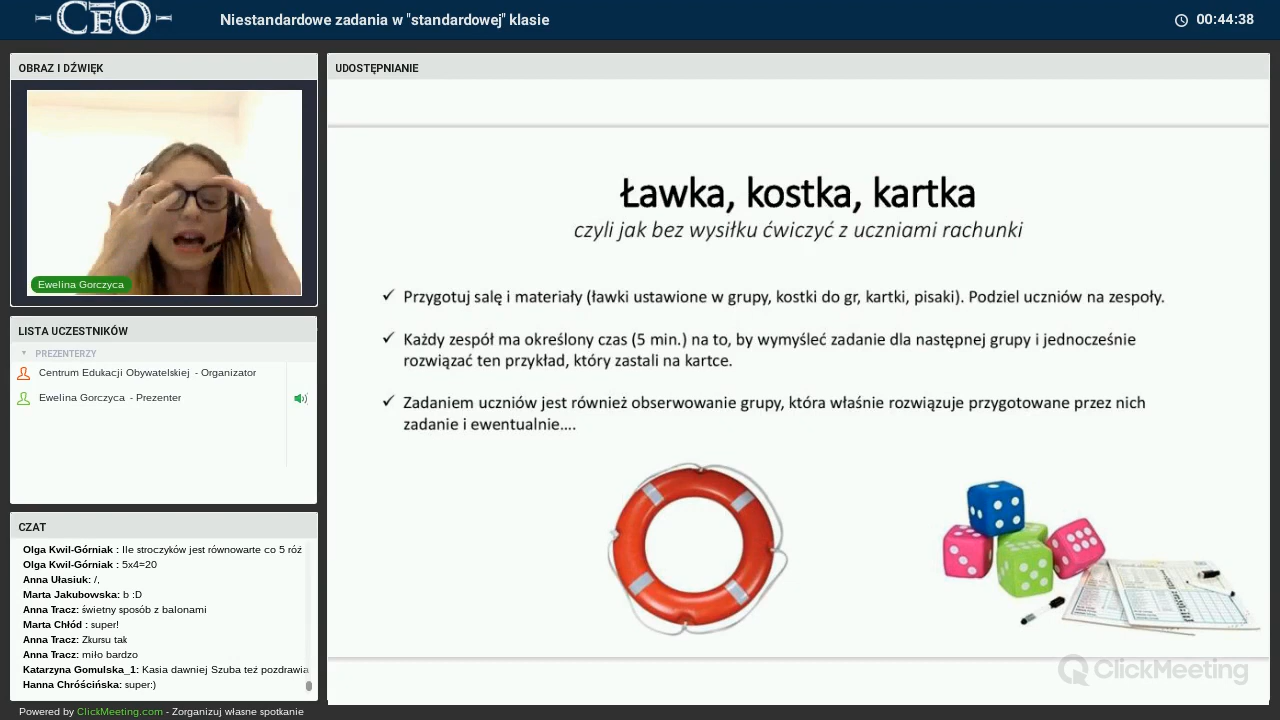 CEO
Niestandardowe zadania w "standardowej" klasie
00:44:38
OBRAZ I DŹWIĘK
Ewelina Gorczyca
LISTA UCZESTNIKÓW
PREZENTERZY
Centrum Edukacji Obywatelskiej - Organizator
Ewelina Gorczyca - Prezenter
CZAT
Olga Kwil-Górniak : Ile stroczyków jest równowarte co 5 róż
Olga Kwil-Górniak : 5x4=20
Anna Ułasiuk: /,
Marta Jakubowska: b :D
Anna Tracz: świetny sposób z balonami
Marta Chłód : super!
Anna Tracz: Zkursu tak
Anna Tracz: miło bardzo
Katarzyna Gomulska_1: Kasia dawniej Szuba też pozdrawia
Hanna Chróścińska: super:)
Powered by ClickMeeting.com - Zorganizuj własne spotkanie
UDOSTĘPNIANIE
Ławka, kostka, kartka
czyli jak bez wysiłku ćwiczyć z uczniami rachunki
✓ Przygotuj salę i materiały (ławki ustawione w grupy, kostki do gr, kartki, pisaki). Podziel uczniów na zespoły.
✓ Każdy zespół ma określony czas (5 min.) na to, by wymyśleć zadanie dla następnej grupy i jednocześnie
rozwiązać ten przykład, który zastali na kartce.
✓ Zadaniem uczniów jest również obserwowanie grupy, która właśnie rozwiązuje przygotowane przez nich
zadanie i ewentualnie....
ClickMeeting